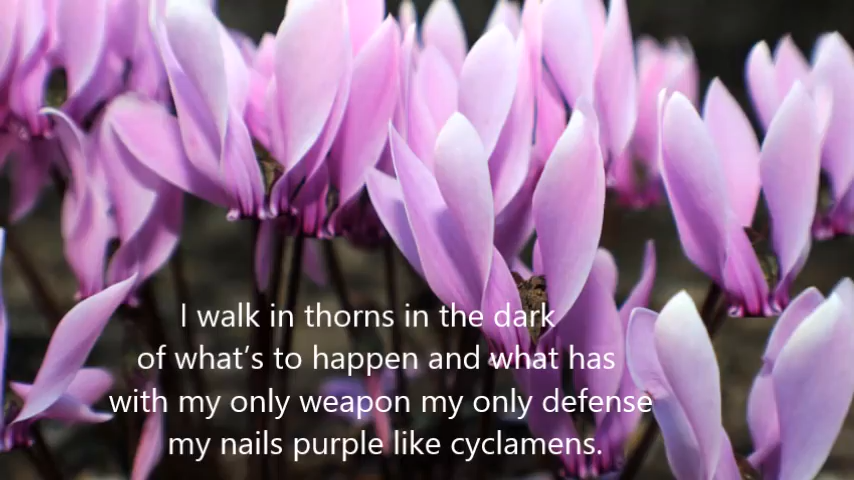 I walk in thorns in the dark
of what’s to happen and what has
with my only weapon my only defense
my nails purple like cyclamens.